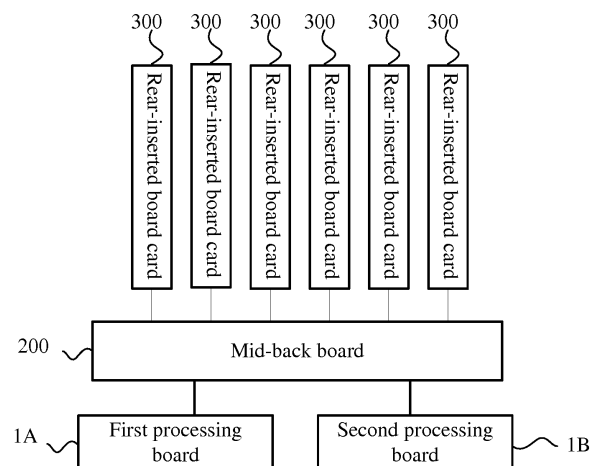 300 300 300 300 300 300
Rear-inserted board card
Rear-inserted board card
Rear-inserted board card
Rear-inserted board card
Rear-inserted board card
Rear-inserted board card
200
Mid-back board
1A
First processing
board
Second processing
board
1B